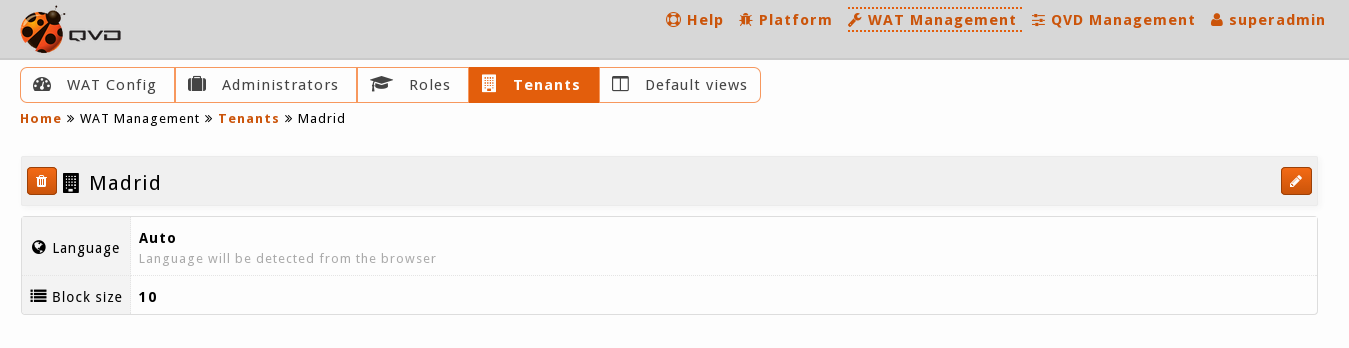 QVD
Help Platform WAT Management QVD Management superadmin
WAT Config Administrators Roles Tenants Default views
Home » WAT Management » Tenants » Madrid
Madrid
Language Auto
Language will be detected from the browser
Block size 10